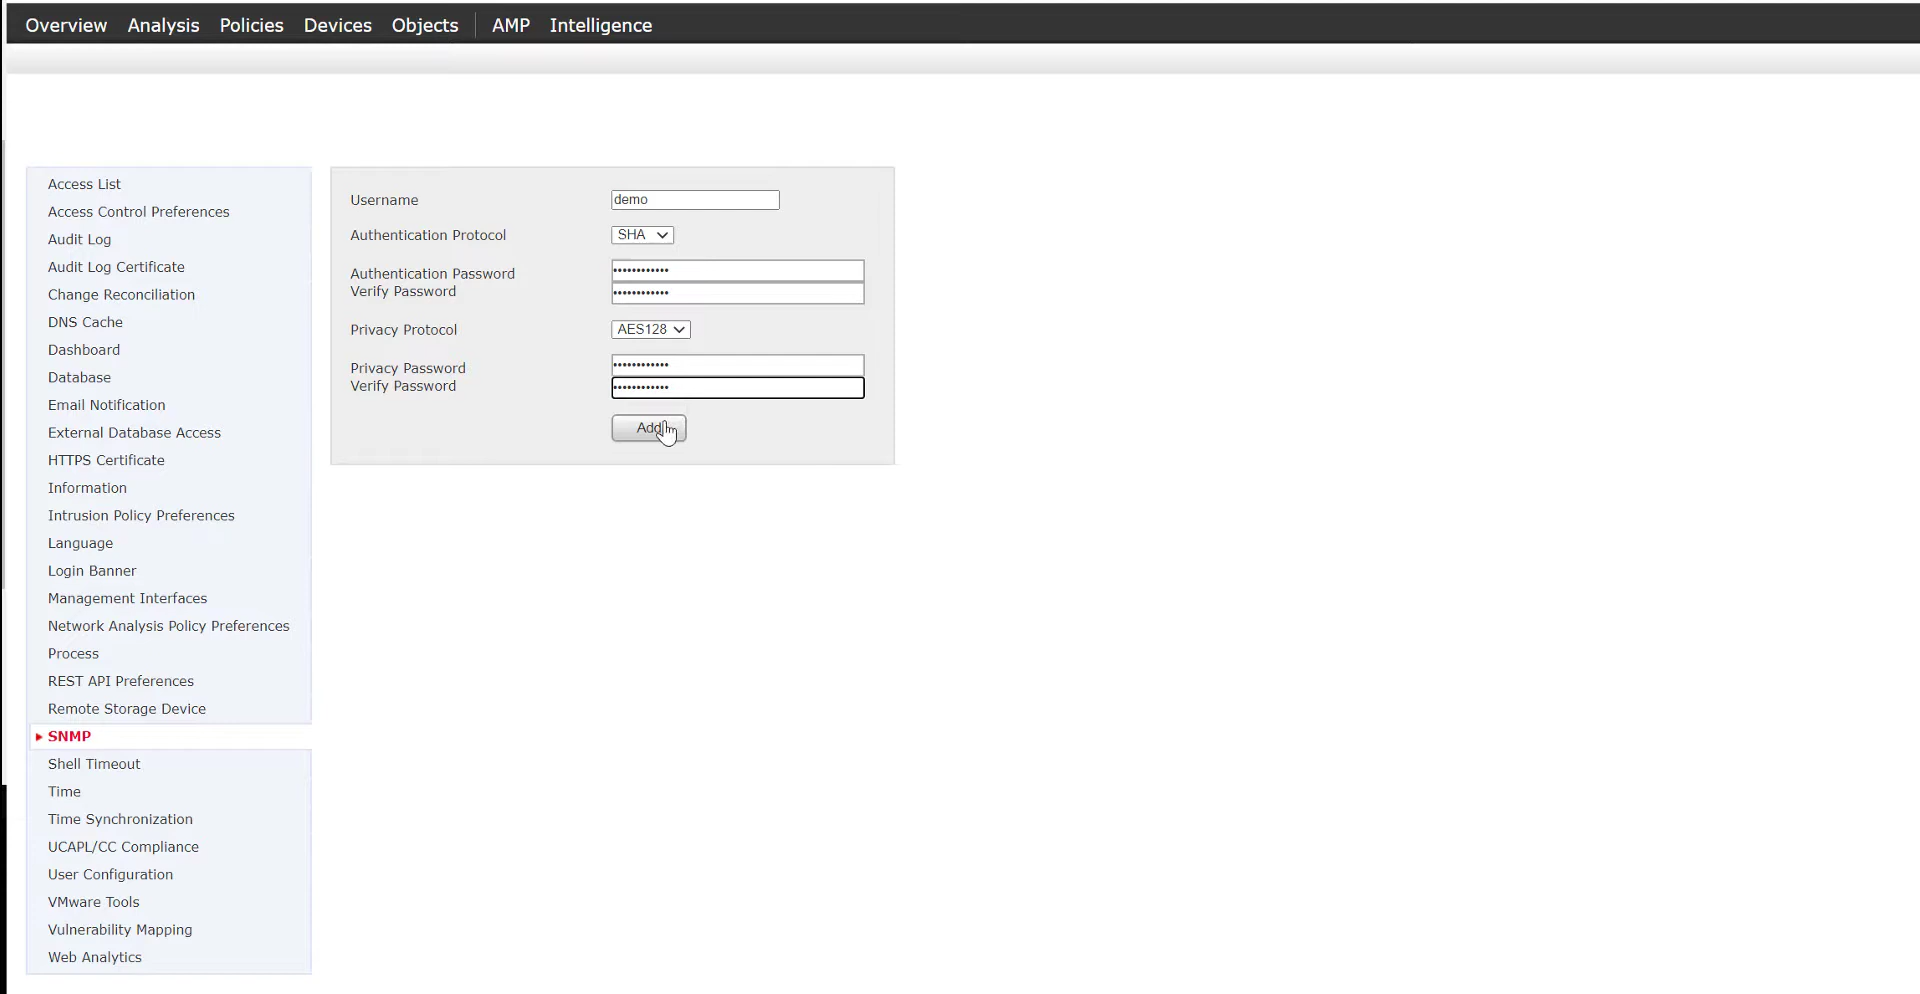 Overview Analysis Policies Devices Objects AMP Intelligence
Access List
Access Control Preferences
Audit Log
Audit Log Certificate
Change Reconciliation
DNS Cache
Dashboard
Database
Email Notification
External Database Access
HTTPS Certificate
Information
Intrusion Policy Preferences
Language
Login Banner
Management Interfaces
Network Analysis Policy Preferences
Process
REST API Preferences
Remote Storage Device
SNMP
Shell Timeout
Time
Time Synchronization
UCAPL/CC Compliance
User Configuration
VMware Tools
Vulnerability Mapping
Web Analytics
Username demo
Authentication Protocol SHA
Authentication Password ••••••••••••
Verify Password ••••••••••••
Privacy Protocol AES128
Privacy Password ••••••••••••
Verify Password ••••••••••••
Add